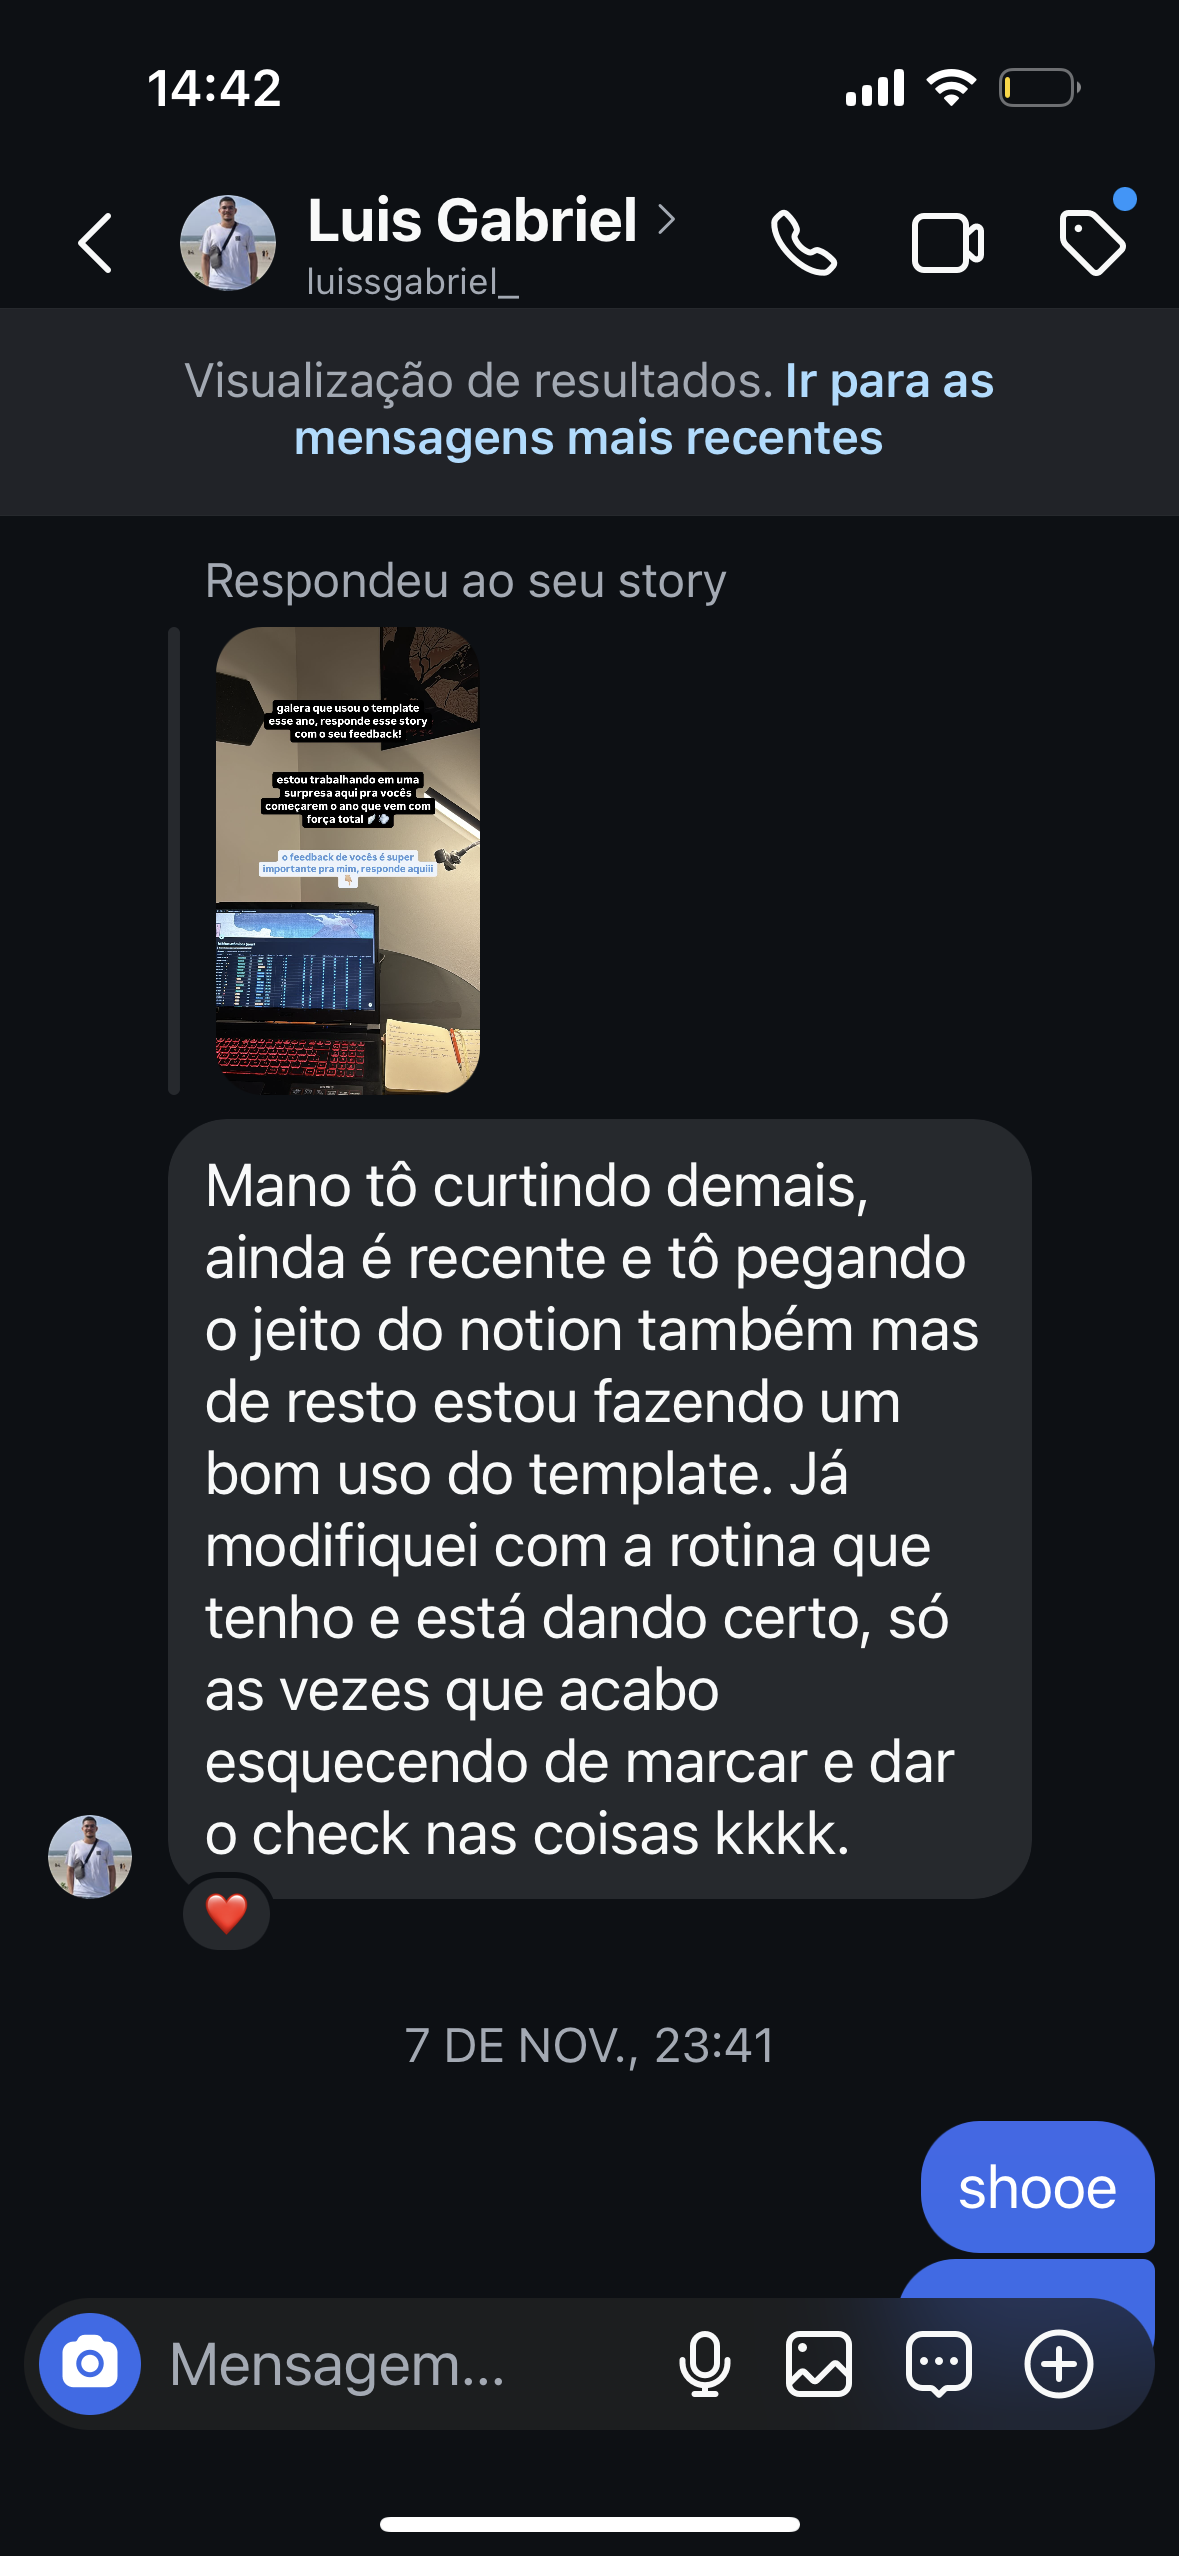 14:42
Luis Gabriel
luissgabriel_
Visualização de resultados. Ir para as
mensagens mais recentes
Respondeu ao seu story
galera que usou o template
esse ano, responde esse story
com o seu feedback!
estou trabalhando em uma
surpresa aqui pra vocês
começarem o ano que vem com
força total
o feedback de vocês é super
importante pra mim, responde aquiii
Mano tô curtindo demais,
ainda é recente e tô pegando
o jeito do notion também mas
de resto estou fazendo um
bom uso do template. Já
modifiquei com a rotina que
tenho e está dando certo, só
as vezes que acabo
esquecendo de marcar e dar
o check nas coisas kkkk.
7 DE NOV., 23:41
shooe
Mensagem...